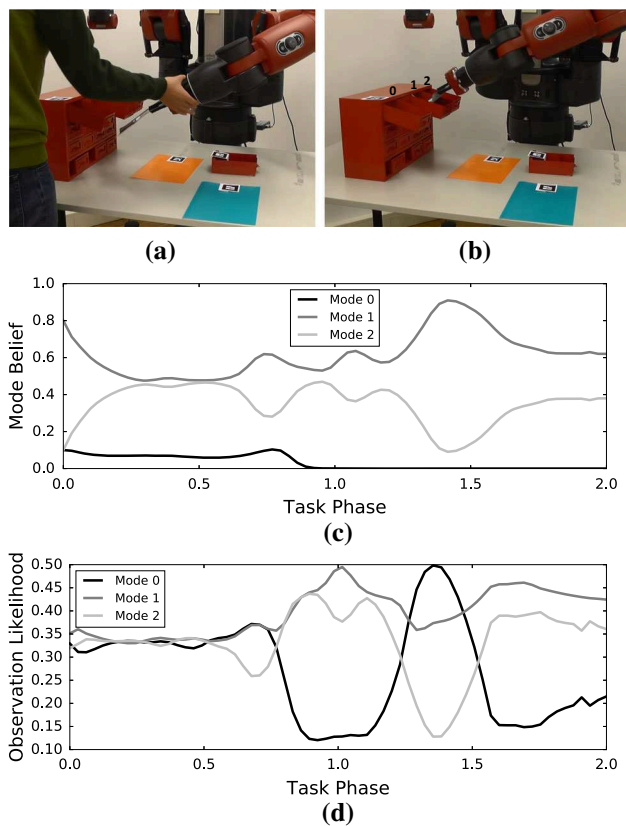 0 1 2
(a) (b)
1.0
0.8
0.6
0.4
0.2
0.0
Mode Belief
Mode 0
Mode 1
Mode 2
0.0 0.5 1.0 1.5 2.0
Task Phase
(c)
0.50
0.45
0.40
0.35
0.30
0.25
0.20
0.15
0.10
Observation Likelihood
Mode 0
Mode 1
Mode 2
0.0 0.5 1.0 1.5 2.0
Task Phase
(d)